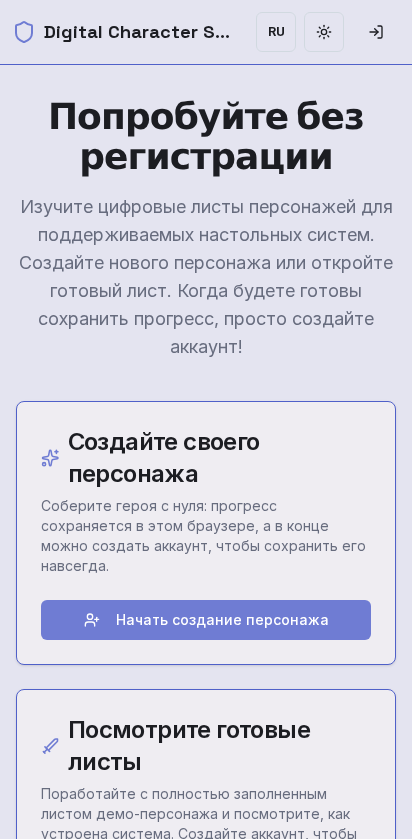 Digital Character S...
RU
Попробуйте без
регистрации
Изучите цифровые листы персонажей для
поддерживаемых настольных систем.
Создайте нового персонажа или откройте
готовый лист. Когда будете готовы
сохранить прогресс, просто создайте
аккаунт!
Создайте своего
персонажа
Соберите героя с нуля: прогресс
сохраняется в этом браузере, а в конце
можно создать аккаунт, чтобы сохранить его
навсегда.
Начать создание персонажа
Посмотрите готовые
листы
Поработайте с полностью заполненным
листом демо-персонажа и посмотрите, как
устроена система. Создайте аккаунт, чтобы